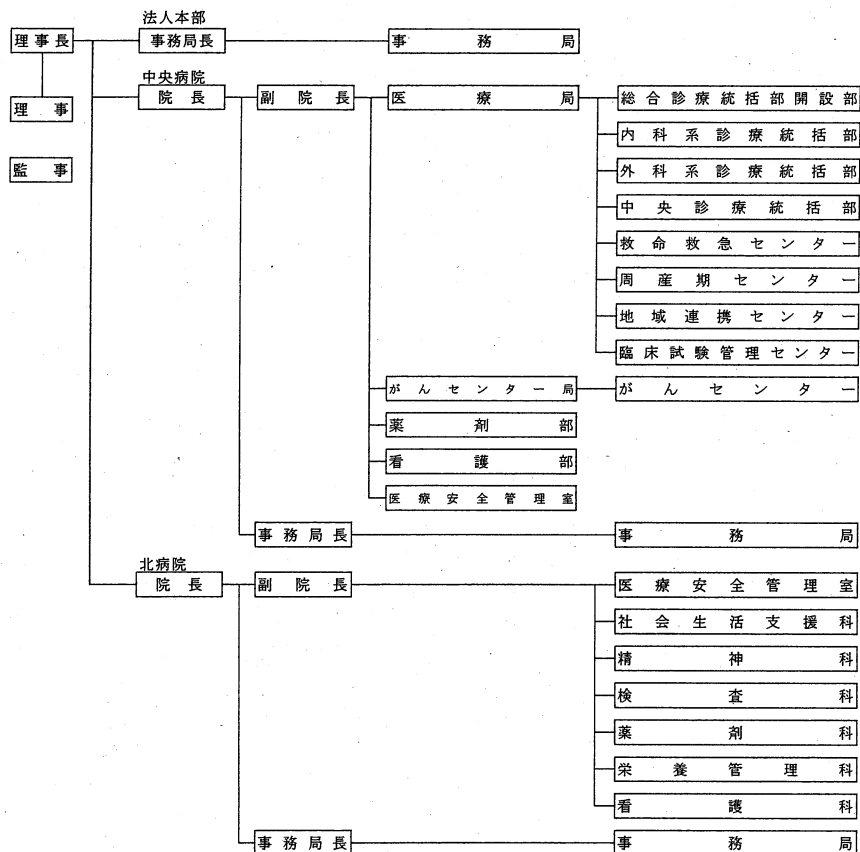 法人本部
理事長
事務局長
事務局
中央病院
院長
副院長
医療局
総合診療統括部開設部
理事
内科系診療統括部
監事
外科系診療統括部
中央診療統括部
救命救急センター
周産期センター
地域連携センター
臨床試験管理センター
がんセンター局
がんセンター
薬剤部
看護部
医療安全管理室
事務局長
事務局
北病院
院長
副院長
医療安全管理室
社会生活支援科
精神科
検査科
薬剤科
栄養管理科
看護科
事務局長
事務局